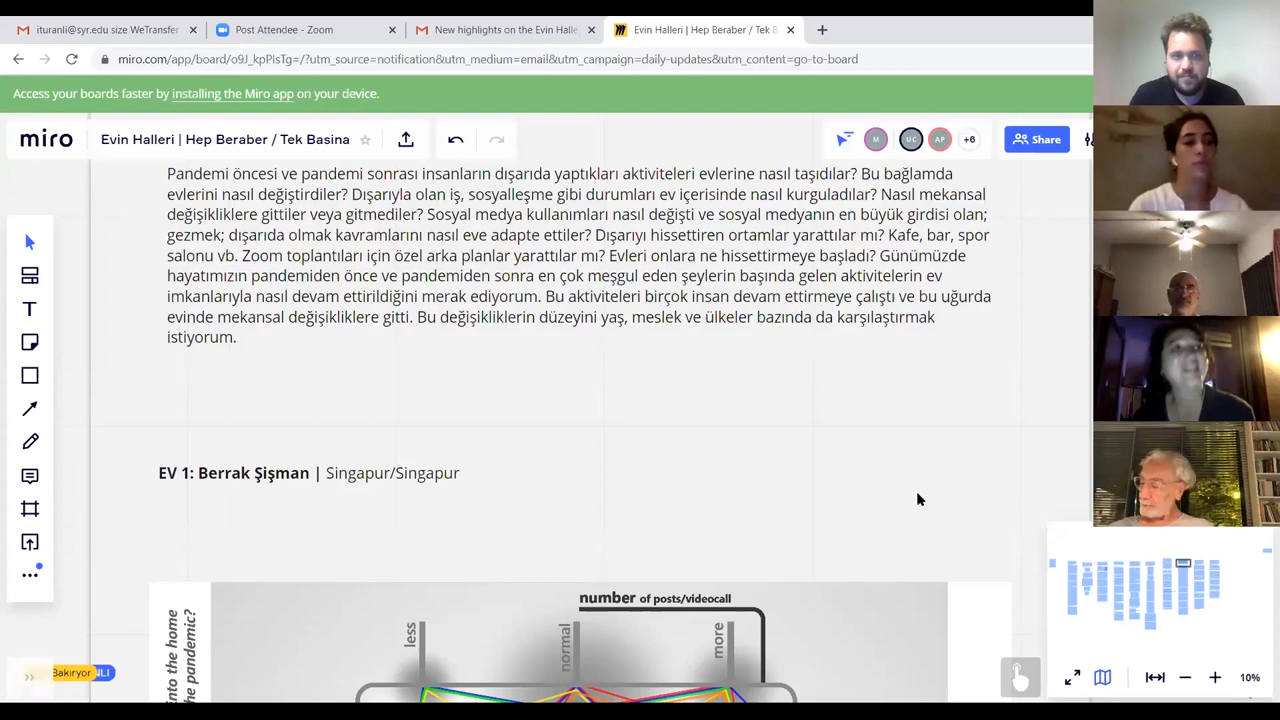 ituranli@syr.edu size WeTransfer
Post Attendee - Zoom
New highlights on the Evin Halle
Evin Halleri | Hep Beraber / Tek B
miro.com/app/board/o9J_kpPlsTg=/?utm_source=notification&utm_medium=email&utm_campaign=daily-updates&utm_content=go-to-board
Access your boards faster by installing the Miro app on your device.
miro
Evin Halleri | Hep Beraber / Tek Basina
M
UC
AP
+6
Share
Pandemi öncesi ve pandemi sonrası insanların dışarıda yaptıkları aktiviteleri evlerine nasıl taşıdılar? Bu bağlamda
evlerini nasıl değiştirdiler? Dışarıyla olan iş, sosyalleşme gibi durumları ev içerisinde nasıl kurguladılar? Nasıl mekansal
değişikliklere gittiler veya gitmediler? Sosyal medya kullanımları nasıl değişti ve sosyal medyanın en büyük girdisi olan;
gezmek; dışarıda olmak kavramlarını nasıl eve adapte ettiler? Dışarıyı hissettiren ortamlar yarattılar mı? Kafe, bar, spor
salonu vb. Zoom toplantıları için özel arka planlar yarattılar mı? Evleri onlara ne hissettirmeye başladı? Günümüzde
hayatımızın pandemiden önce ve pandemiden sonra en çok meşgul eden şeylerin başında gelen aktivitelerin ev
imkanlarıyla nasıl devam ettirildiğini merak ediyorum. Bu aktiviteleri birçok insan devam ettirmeye çalıştı ve bu uğurda
evinde mekansal değişikliklere gitti. Bu değişikliklerin düzeyini yaş, meslek ve ülkeler bazında da karşılaştırmak
istiyorum.
EV 1: Berrak Şişman | Singapur/Singapur
number of posts/videocall
less
normal
more
into the home
the pandemic?
Bakıryor
NLI
10%